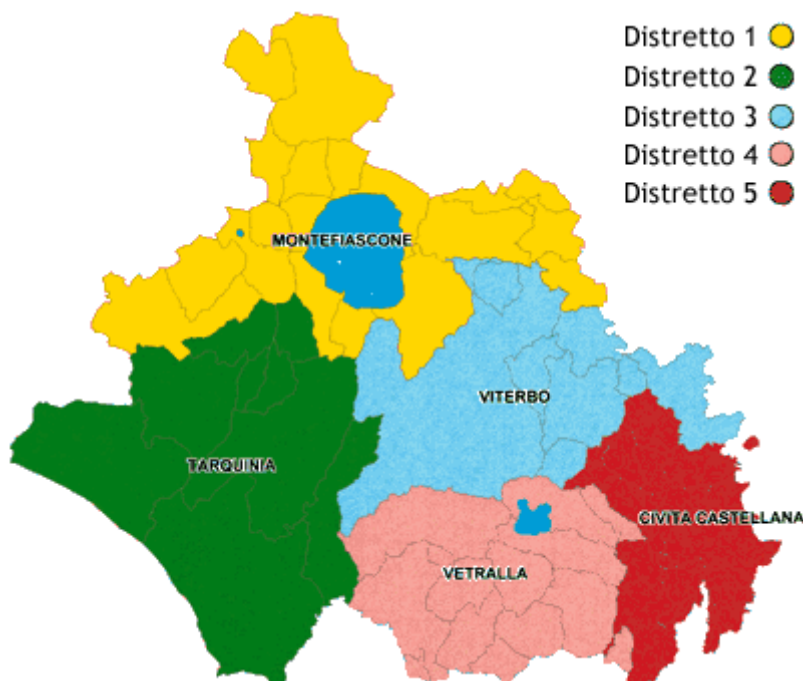 Distretto 1
Distretto 2
Distretto 3
Distretto 4
Distretto 5
MONTEFIASCONE
VITERBO
TARQUINIA
CIVITA CASTELLANA
VETRALLA